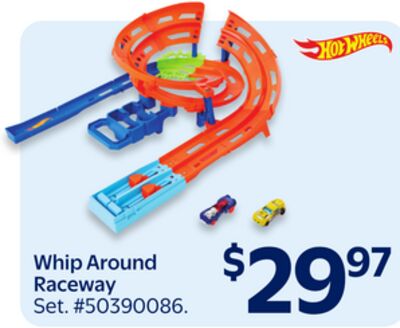 HOT WHEELS
Whip Around
Raceway
Set. #50390086.
$29 97